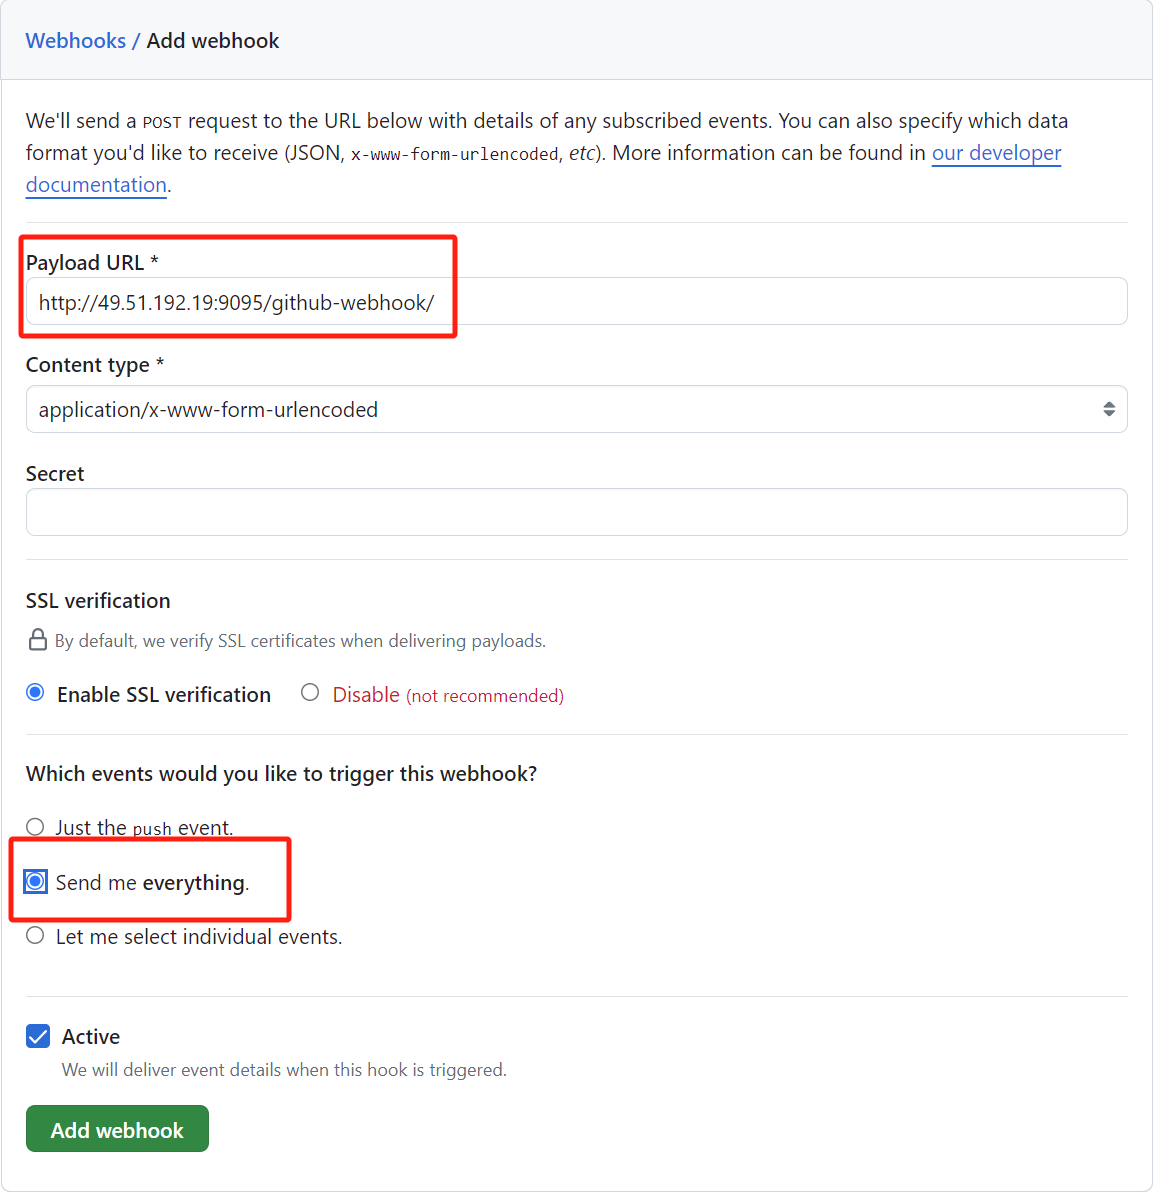 Webhooks / Add webhook
We'll send a POST request to the URL below with details of any subscribed events. You can also specify which data
format you'd like to receive (JSON, x-www-form-urlencoded, etc). More information can be found in our developer
documentation.
Payload URL *
http://49.51.192.19:9095/github-webhook/
Content type *
application/x-www-form-urlencoded
Secret
SSL verification
By default, we verify SSL certificates when delivering payloads.
Enable SSL verification Disable (not recommended)
Which events would you like to trigger this webhook?
Just the push event.
Send me everything.
Let me select individual events.
Active
We will deliver event details when this hook is triggered.
Add webhook